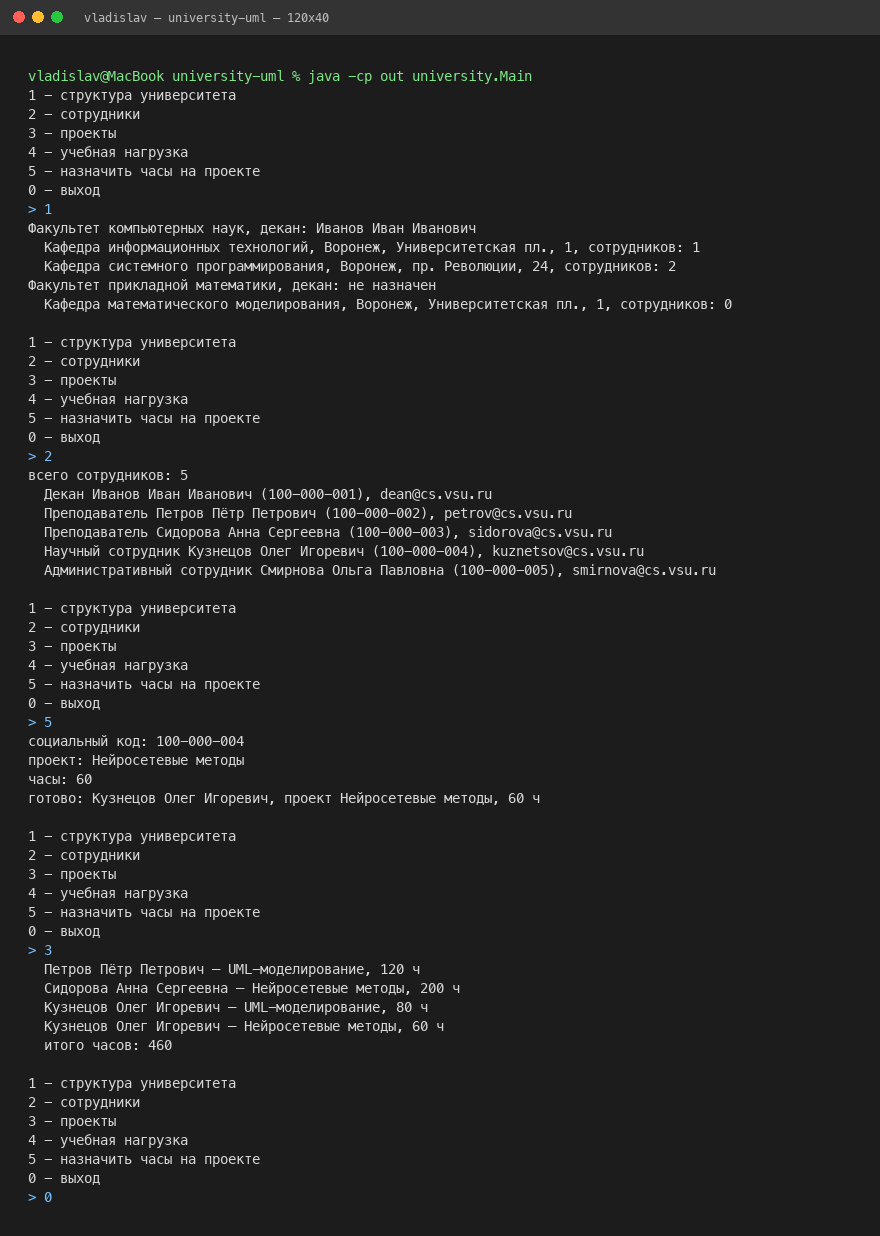 vladislav — university-uml — 120x40
vladislav@MacBook university-uml % java -cp out university.Main
1 - структура университета
2 - сотрудники
3 - проекты
4 - учебная нагрузка
5 - назначить часы на проекте
0 - выход
> 1
Факультет компьютерных наук, декан: Иванов Иван Иванович
  Кафедра информационных технологий, Воронеж, Университетская пл., 1, сотрудников: 1
  Кафедра системного программирования, Воронеж, пр. Революции, 24, сотрудников: 2
Факультет прикладной математики, декан: не назначен
  Кафедра математического моделирования, Воронеж, Университетская пл., 1, сотрудников: 0
1 - структура университета
2 - сотрудники
3 - проекты
4 - учебная нагрузка
5 - назначить часы на проекте
0 - выход
> 2
всего сотрудников: 5
  Декан Иванов Иван Иванович (100-000-001), dean@cs.vsu.ru
  Преподаватель Петров Пётр Петрович (100-000-002), petrov@cs.vsu.ru
  Преподаватель Сидорова Анна Сергеевна (100-000-003), sidorova@cs.vsu.ru
  Научный сотрудник Кузнецов Олег Игоревич (100-000-004), kuznetsov@cs.vsu.ru
  Административный сотрудник Смирнова Ольга Павловна (100-000-005), smirnova@cs.vsu.ru
1 - структура университета
2 - сотрудники
3 - проекты
4 - учебная нагрузка
5 - назначить часы на проекте
0 - выход
> 5
социальный код: 100-000-004
проект: Нейросетевые методы
часы: 60
готово: Кузнецов Олег Игоревич, проект Нейросетевые методы, 60 ч
1 - структура университета
2 - сотрудники
3 - проекты
4 - учебная нагрузка
5 - назначить часы на проекте
0 - выход
> 3
  Петров Пётр Петрович — UML-моделирование, 120 ч
  Сидорова Анна Сергеевна — Нейросетевые методы, 200 ч
  Кузнецов Олег Игоревич — UML-моделирование, 80 ч
  Кузнецов Олег Игоревич — Нейросетевые методы, 60 ч
  итого часов: 460
1 - структура университета
2 - сотрудники
3 - проекты
4 - учебная нагрузка
5 - назначить часы на проекте
0 - выход
> 0